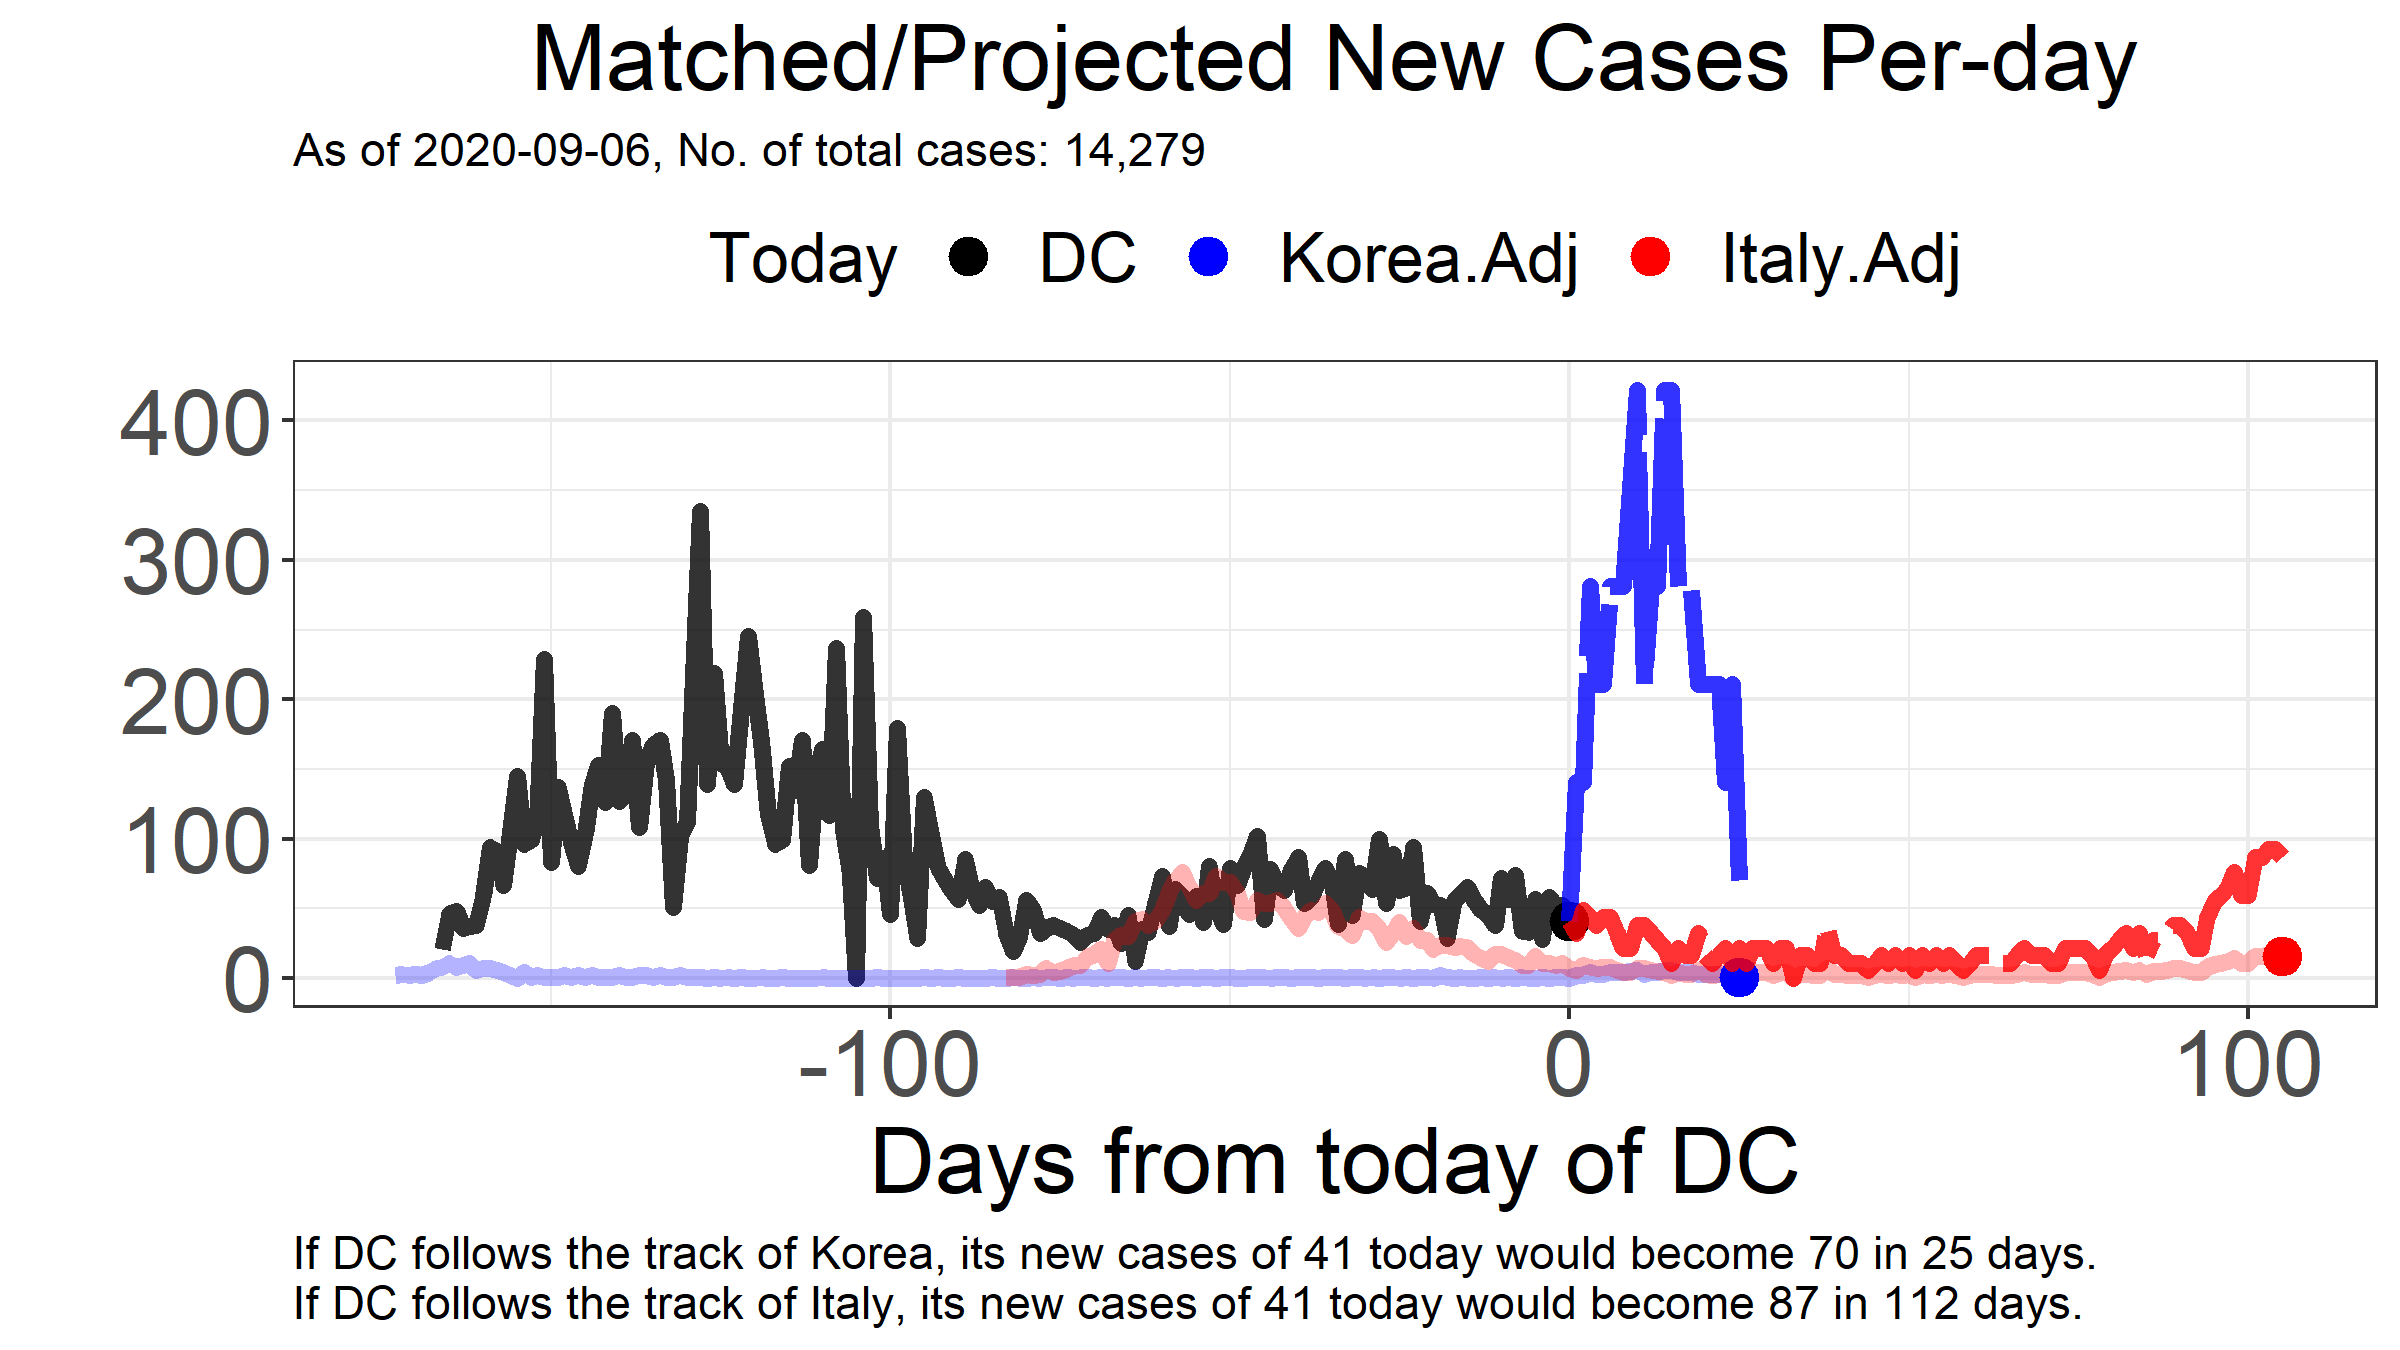 Matched/Projected New Cases Per-day
As of 2020-09-06, No. of total cases: 14,279
Today DC Korea.Adj Italy.Adj
400
300
200
100
0
-100 0 100
Days from today of DC
If DC follows the track of Korea, its new cases of 41 today would become 70 in 25 days.
If DC follows the track of Italy, its new cases of 41 today would become 87 in 112 days.